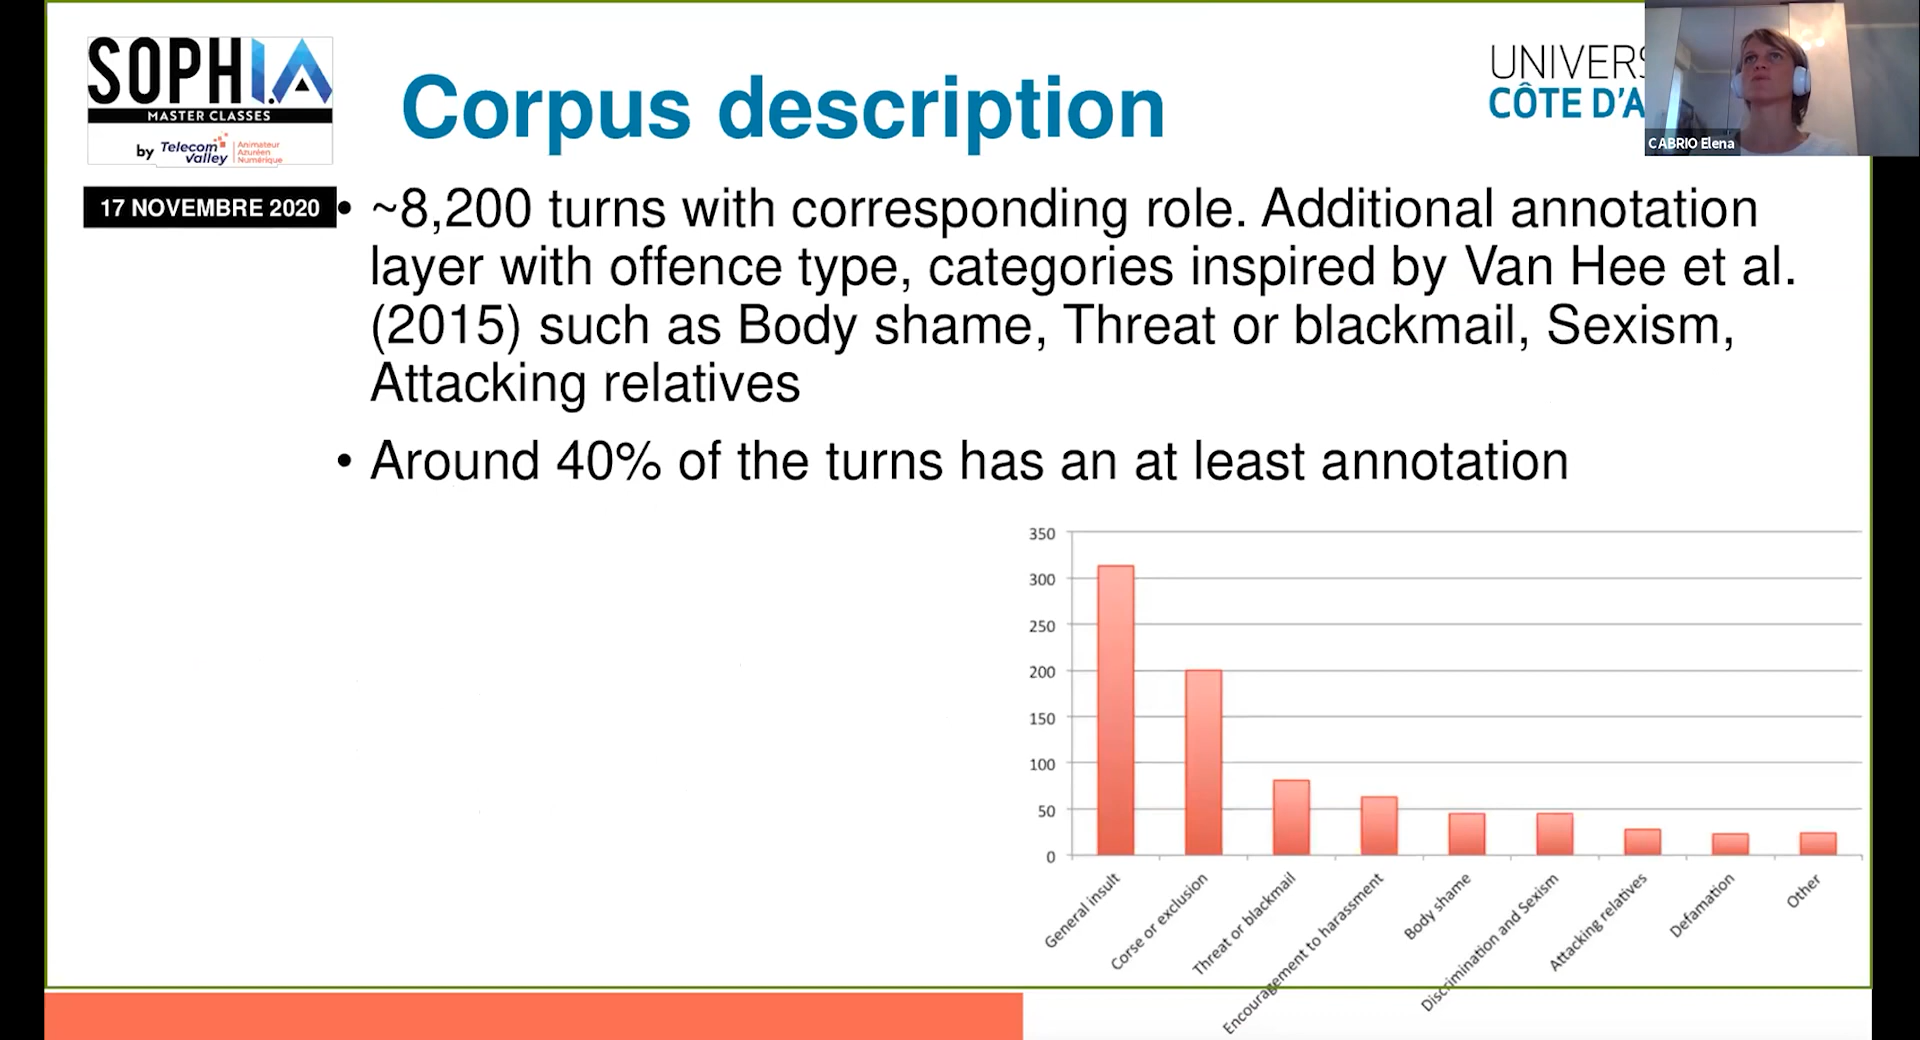 SOPHI.A
MASTER CLASSES
by Telecom Valley
Animateur
Azuréen
Numérique
Corpus description
UNIVERS
CÔTE D'A
CABRIO Elena
17 NOVEMBRE 2020
• ~8,200 turns with corresponding role. Additional annotation
layer with offence type, categories inspired by Van Hee et al.
(2015) such as Body shame, Threat or blackmail, Sexism,
Attacking relatives
• Around 40% of the turns has an at least annotation
350
300
250
200
150
100
50
0
General insult
Corse or exclusion
Threat or blackmail
Encouragement to harassment
Body shame
Discrimination and Sexism
Attacking relatives
Defamation
Other